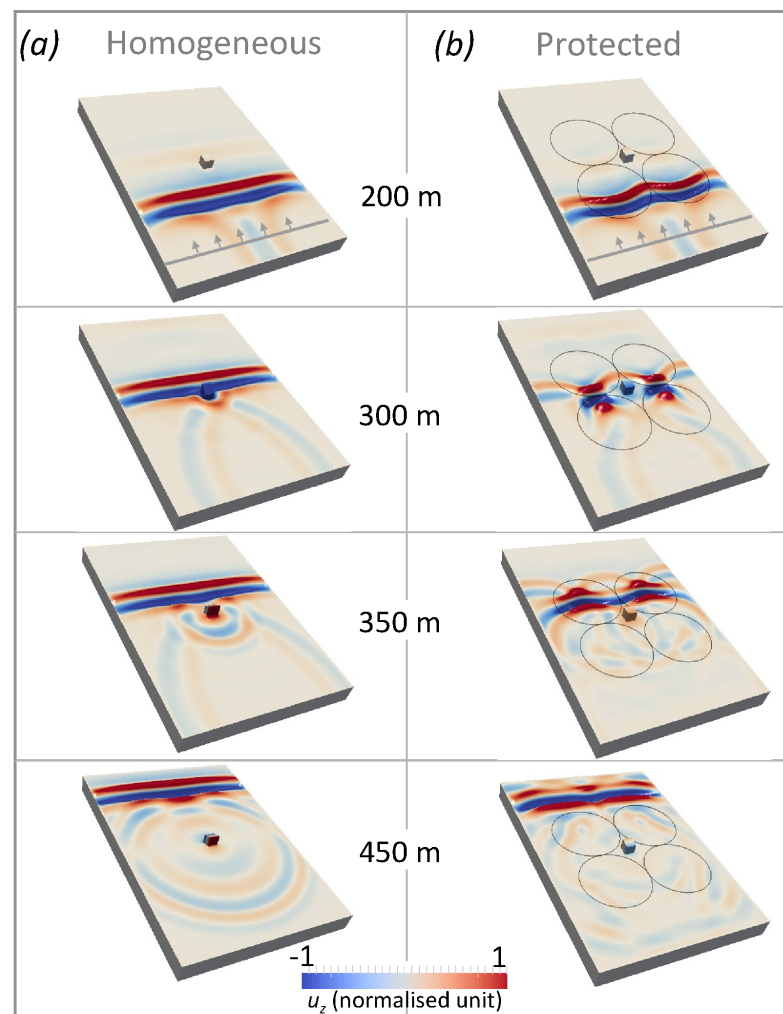 (a) Homogeneous (b) Protected
200 m
300 m
350 m
450 m
-1 1
u_z (normalised unit)